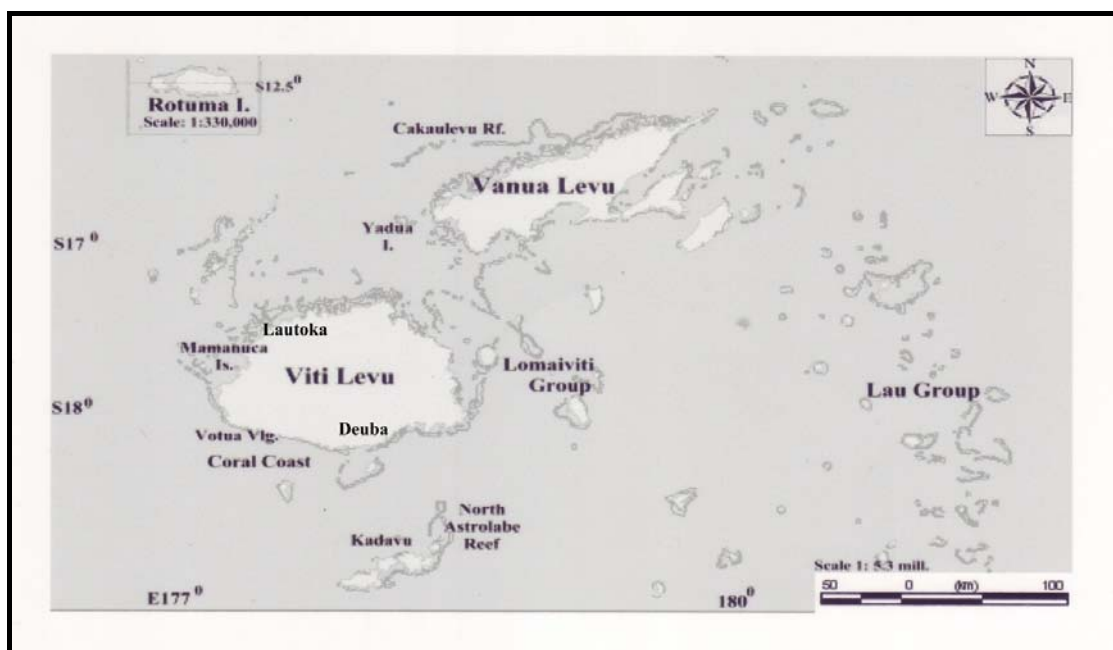 S12.5⁰
Rotuma I.
Scale: 1:330,000
N
W
E
S
Cakaulevu Rf.
Vanua Levu
Yadua
I.
S17⁰
Lautoka
Mamanuca
Is.
Viti Levu
Lomaiviti
Group
Lau Group
S18⁰
Deuba
Votua Vlg.
Coral Coast
North
Astrolabe
Reef
Kadavu
Scale 1: 5.3 mill.
50 0 (km) 100
E177⁰
180⁰